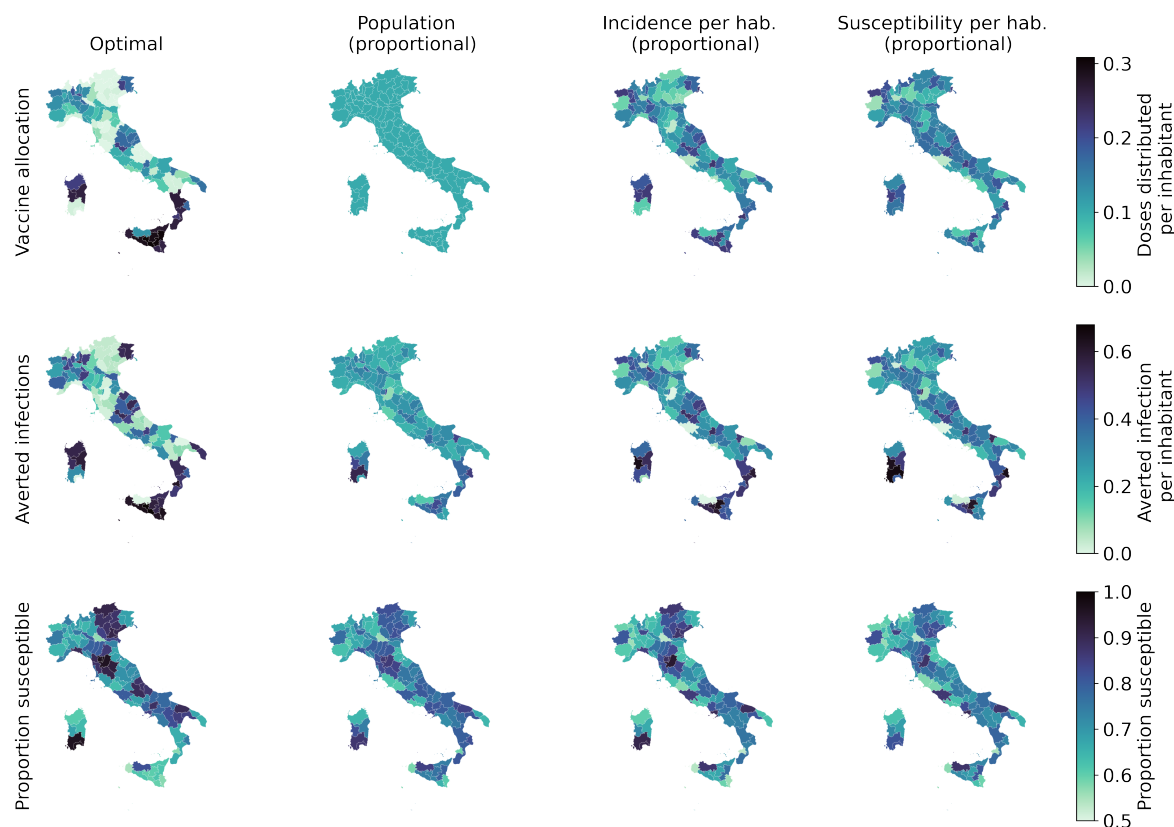 Optimal
Population
(proportional)
Incidence per hab.
(proportional)
Susceptibility per hab.
(proportional)
Vaccine allocation
0.3
0.2
0.1
0.0
Doses distributed
per inhabitant
Averted infections
0.6
0.4
0.2
0.0
Averted infection
per inhabitant
Proportion susceptible
1.0
0.9
0.8
0.7
0.6
0.5
Proportion susceptible